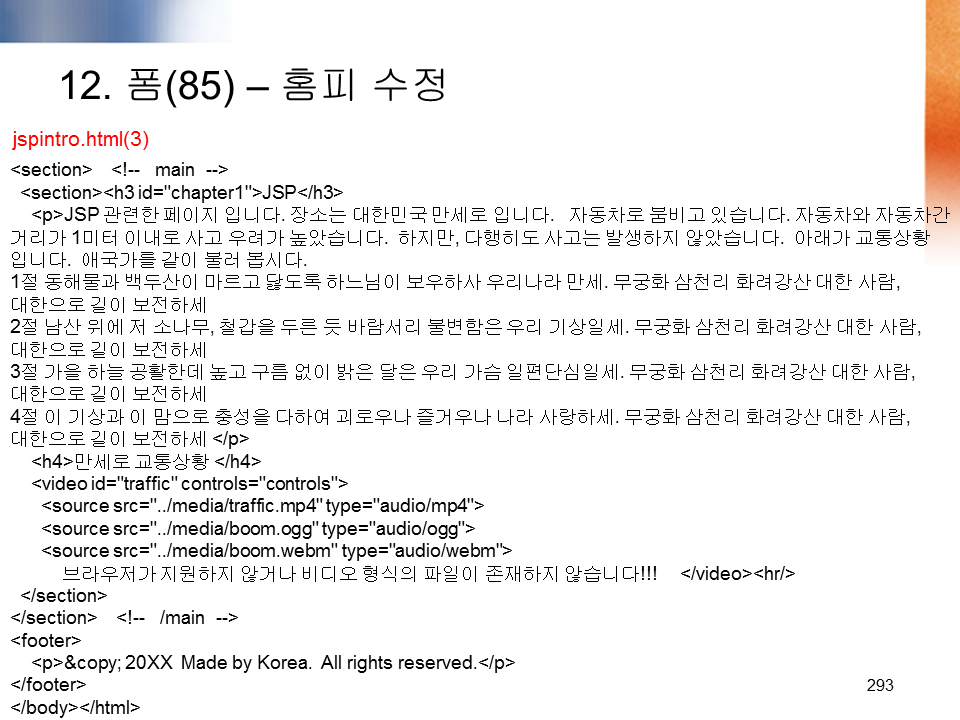 12. 폼(85) – 홈피 수정
jspintro.html(3)
<section>    <!--   main  -->
  <section><h3 id="chapter1">JSP</h3>
    <p>JSP 관련한 페이지 입니다. 장소는 대한민국 만세로 입니다.   자동차로 붐비고 있습니다. 자동차와 자동차간
거리가 1미터 이내로 사고 우려가 높았습니다.  하지만, 다행히도 사고는 발생하지 않았습니다.  아래가 교통상황
입니다.  애국가를 같이 불러 봅시다.
1절 동해물과 백두산이 마르고 닳도록 하느님이 보우하사 우리나라 만세. 무궁화 삼천리 화려강산 대한 사람,
대한으로 길이 보전하세
2절 남산 위에 저 소나무, 철갑을 두른 듯 바람서리 불변함은 우리 기상일세. 무궁화 삼천리 화려강산 대한 사람,
대한으로 길이 보전하세
3절 가을 하늘 공활한데 높고 구름 없이 밝은 달은 우리 가슴 일편단심일세. 무궁화 삼천리 화려강산 대한 사람,
대한으로 길이 보전하세
4절 이 기상과 이 맘으로 충성을 다하여 괴로우나 즐거우나 나라 사랑하세. 무궁화 삼천리 화려강산 대한 사람,
대한으로 길이 보전하세 </p>
    <h4>만세로 교통상황 </h4>
    <video id="traffic" controls="controls">
      <source src="../media/traffic.mp4" type="audio/mp4">
      <source src="../media/boom.ogg" type="audio/ogg">
      <source src="../media/boom.webm" type="audio/webm">
          브라우저가 지원하지 않거나 비디오 형식의 파일이 존재하지 않습니다!!!    </video><hr/>
  </section>
</section>    <!--   /main  -->
<footer>
    <p>&copy; 20XX  Made by Korea.  All rights reserved.</p>
</footer>
</body></html>
293